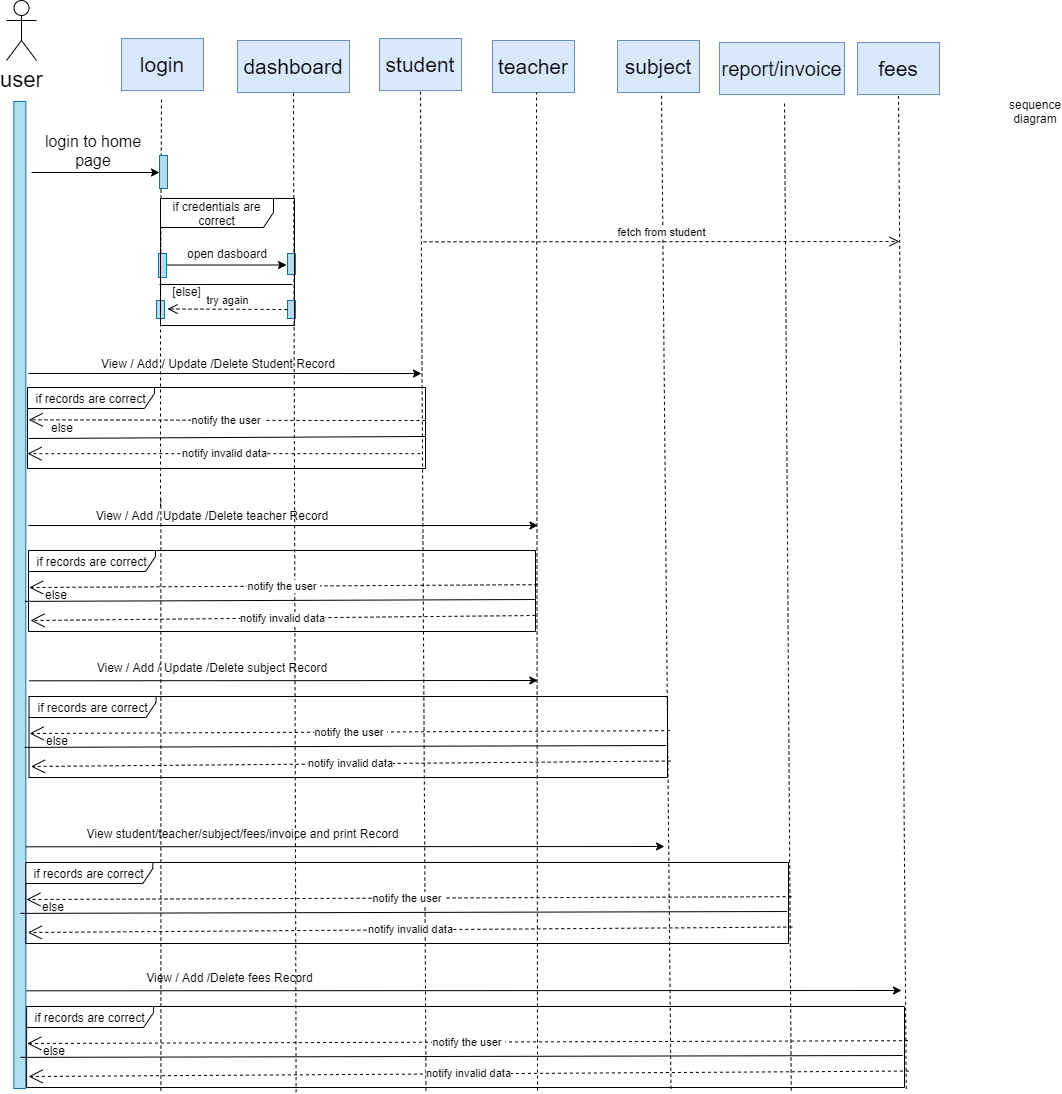 user
login
dashboard
student
teacher
subject
report/invoice
fees
sequence
diagram
login to home
page
if credentials are
correct
fetch from student
open dasboard
[else]
try again
View / Add / Update /Delete Student Record
if records are correct
notify the user
else
notify invalid data
View / Add / Update /Delete teacher Record
if records are correct
notify the user
else
notify invalid data
View / Add / Update /Delete subject Record
if records are correct
notify the user
else
notify invalid data
View student/teacher/subject/fees/invoice and print Record
if records are correct
notify the user
else
notify invalid data
View / Add /Delete fees Record
if records are correct
notify the user
else
notify invalid data